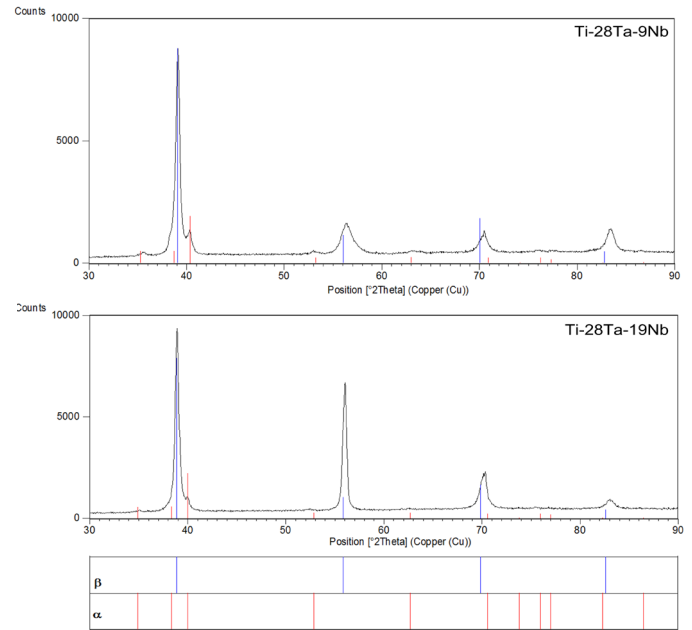 Counts
10000
Ti-28Ta-9Nb
5000
0
30 40 50 60 70 80 90
Position [°2Theta] (Copper (Cu))
Counts
10000
Ti-28Ta-19Nb
5000
0
30 40 50 60 70 80 90
Position [°2Theta] (Copper (Cu))
β
α